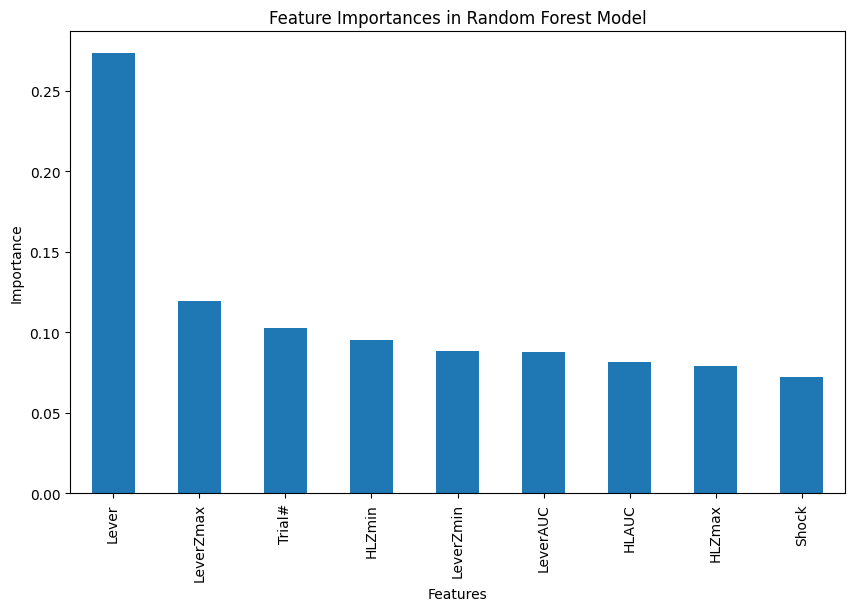 Feature Importances in Random Forest Model
Importance
0.25
0.20
0.15
0.10
0.05
0.00
Lever
LeverZmax
Trial#
HLZmin
LeverZmin
LeverAUC
HLAUC
HLZmax
Shock
Features